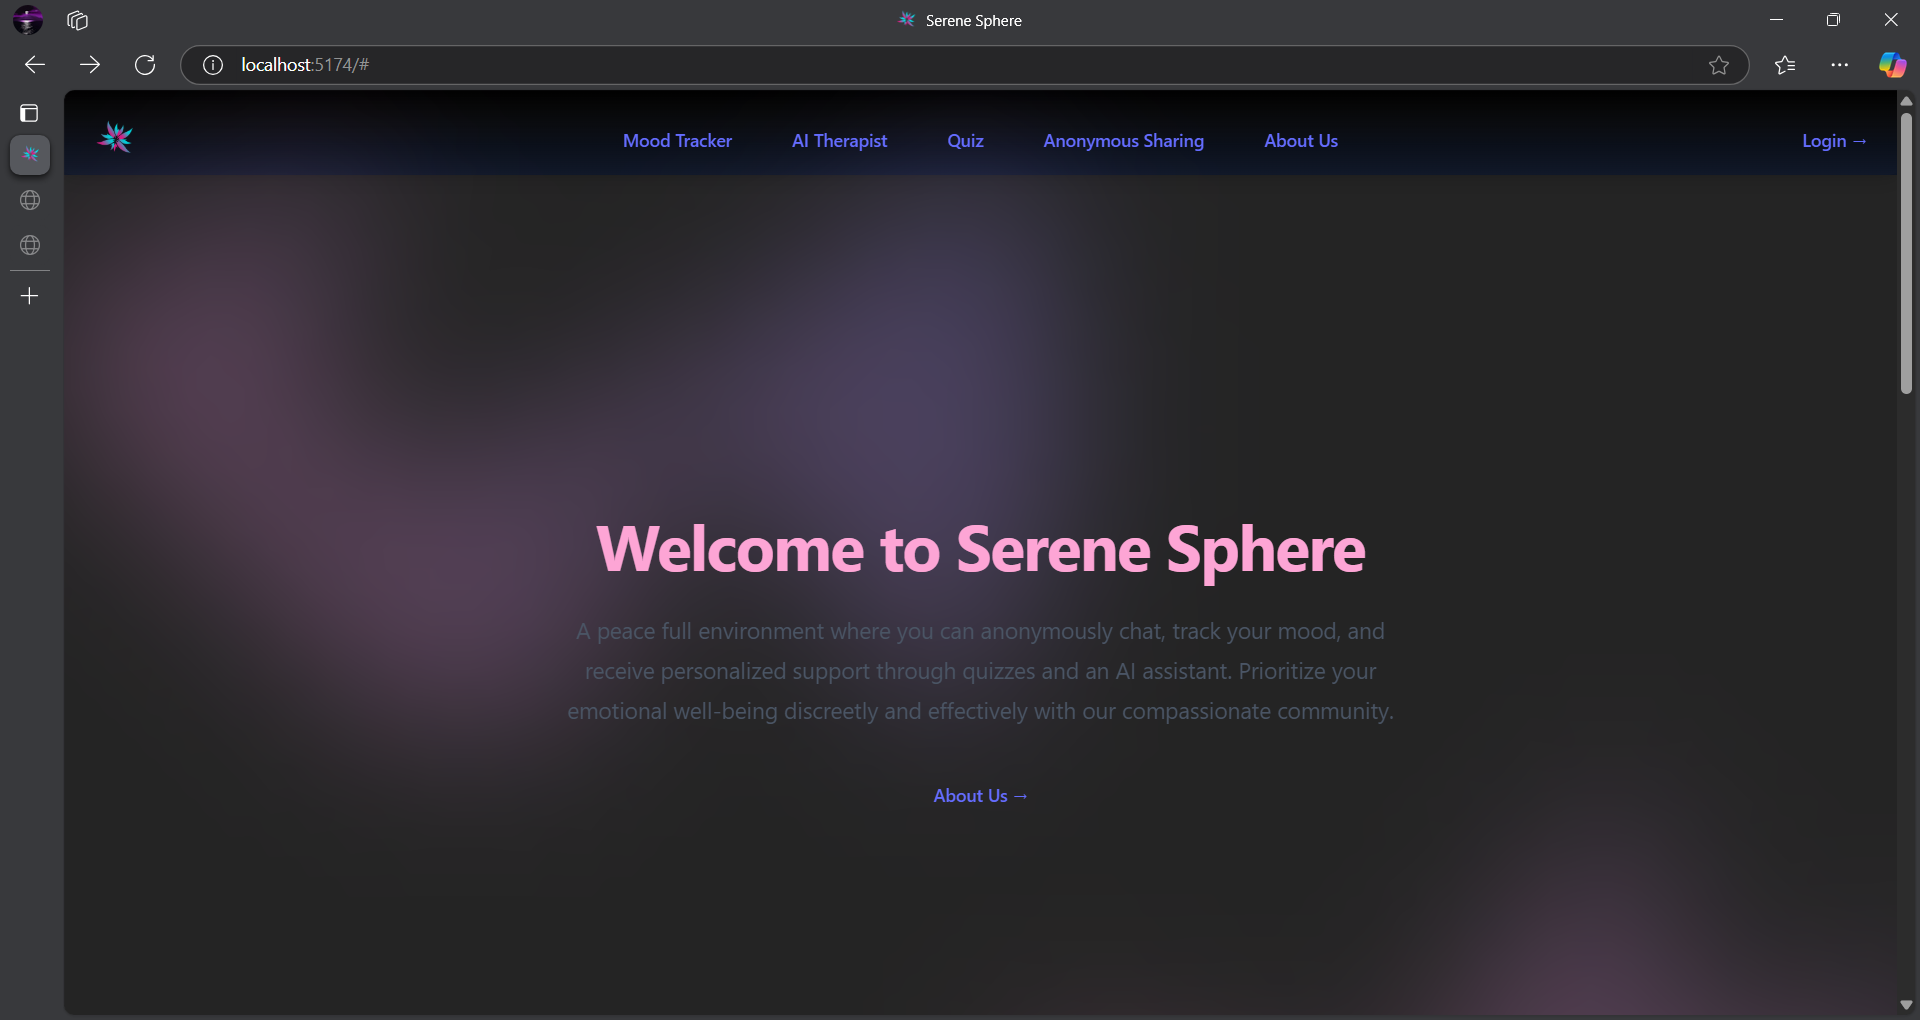 Serene Sphere
localhost:5174/#
Mood Tracker
AI Therapist
Quiz
Anonymous Sharing
About Us
Login →
Welcome to Serene Sphere
A peace full environment where you can anonymously chat, track your mood, and
receive personalized support through quizzes and an AI assistant. Prioritize your
emotional well-being discreetly and effectively with our compassionate community.
About Us →